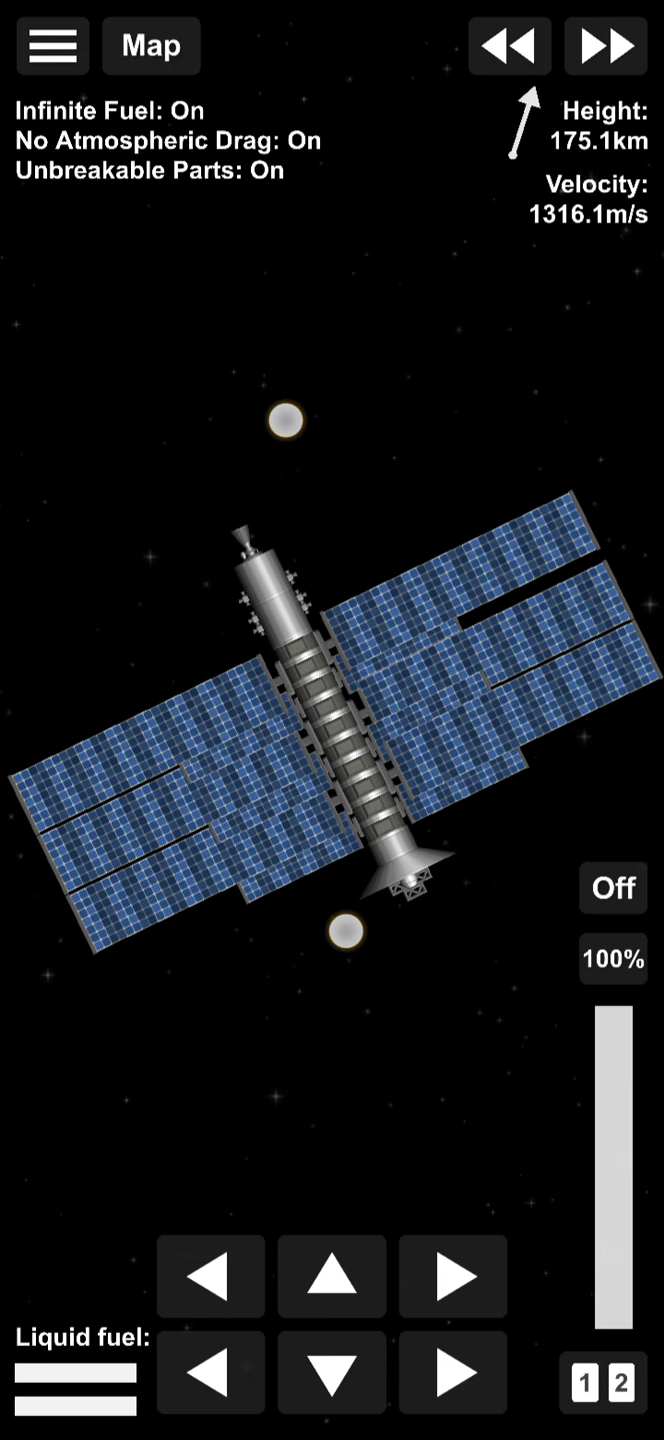 Map
Infinite Fuel: On
No Atmospheric Drag: On
Unbreakable Parts: On
Height:
175.1km
Velocity:
1316.1m/s
Off
100%
Liquid fuel:
1 2